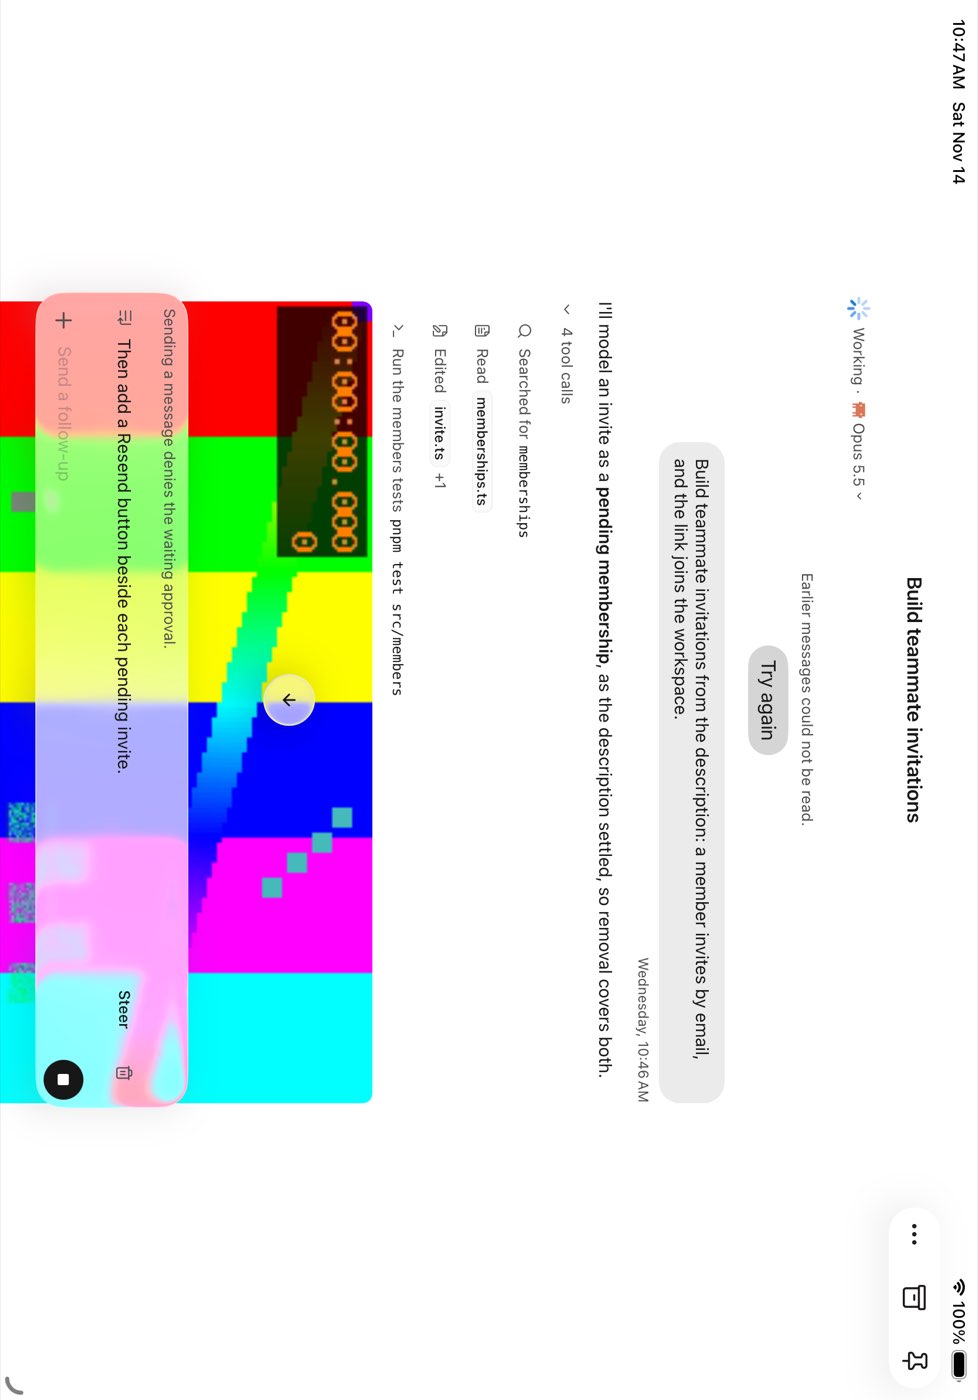 10:47 AM Sat Nov 14
100%
Build teammate invitations
Working · Opus 5.5
Earlier messages could not be read.
Try again
Build teammate invitations from the description: a member invites by email,
and the link joins the workspace.
Wednesday, 10:46 AM
I'll model an invite as a pending membership, as the description settled, so removal covers both.
4 tool calls
Searched for memberships
Read memberships.ts
Edited invite.ts +1
Run the members tests pnpm test src/members
00:00:00.000
0
Sending a message denies the waiting approval.
Then add a Resend button beside each pending invite.
Steer
Send a follow-up